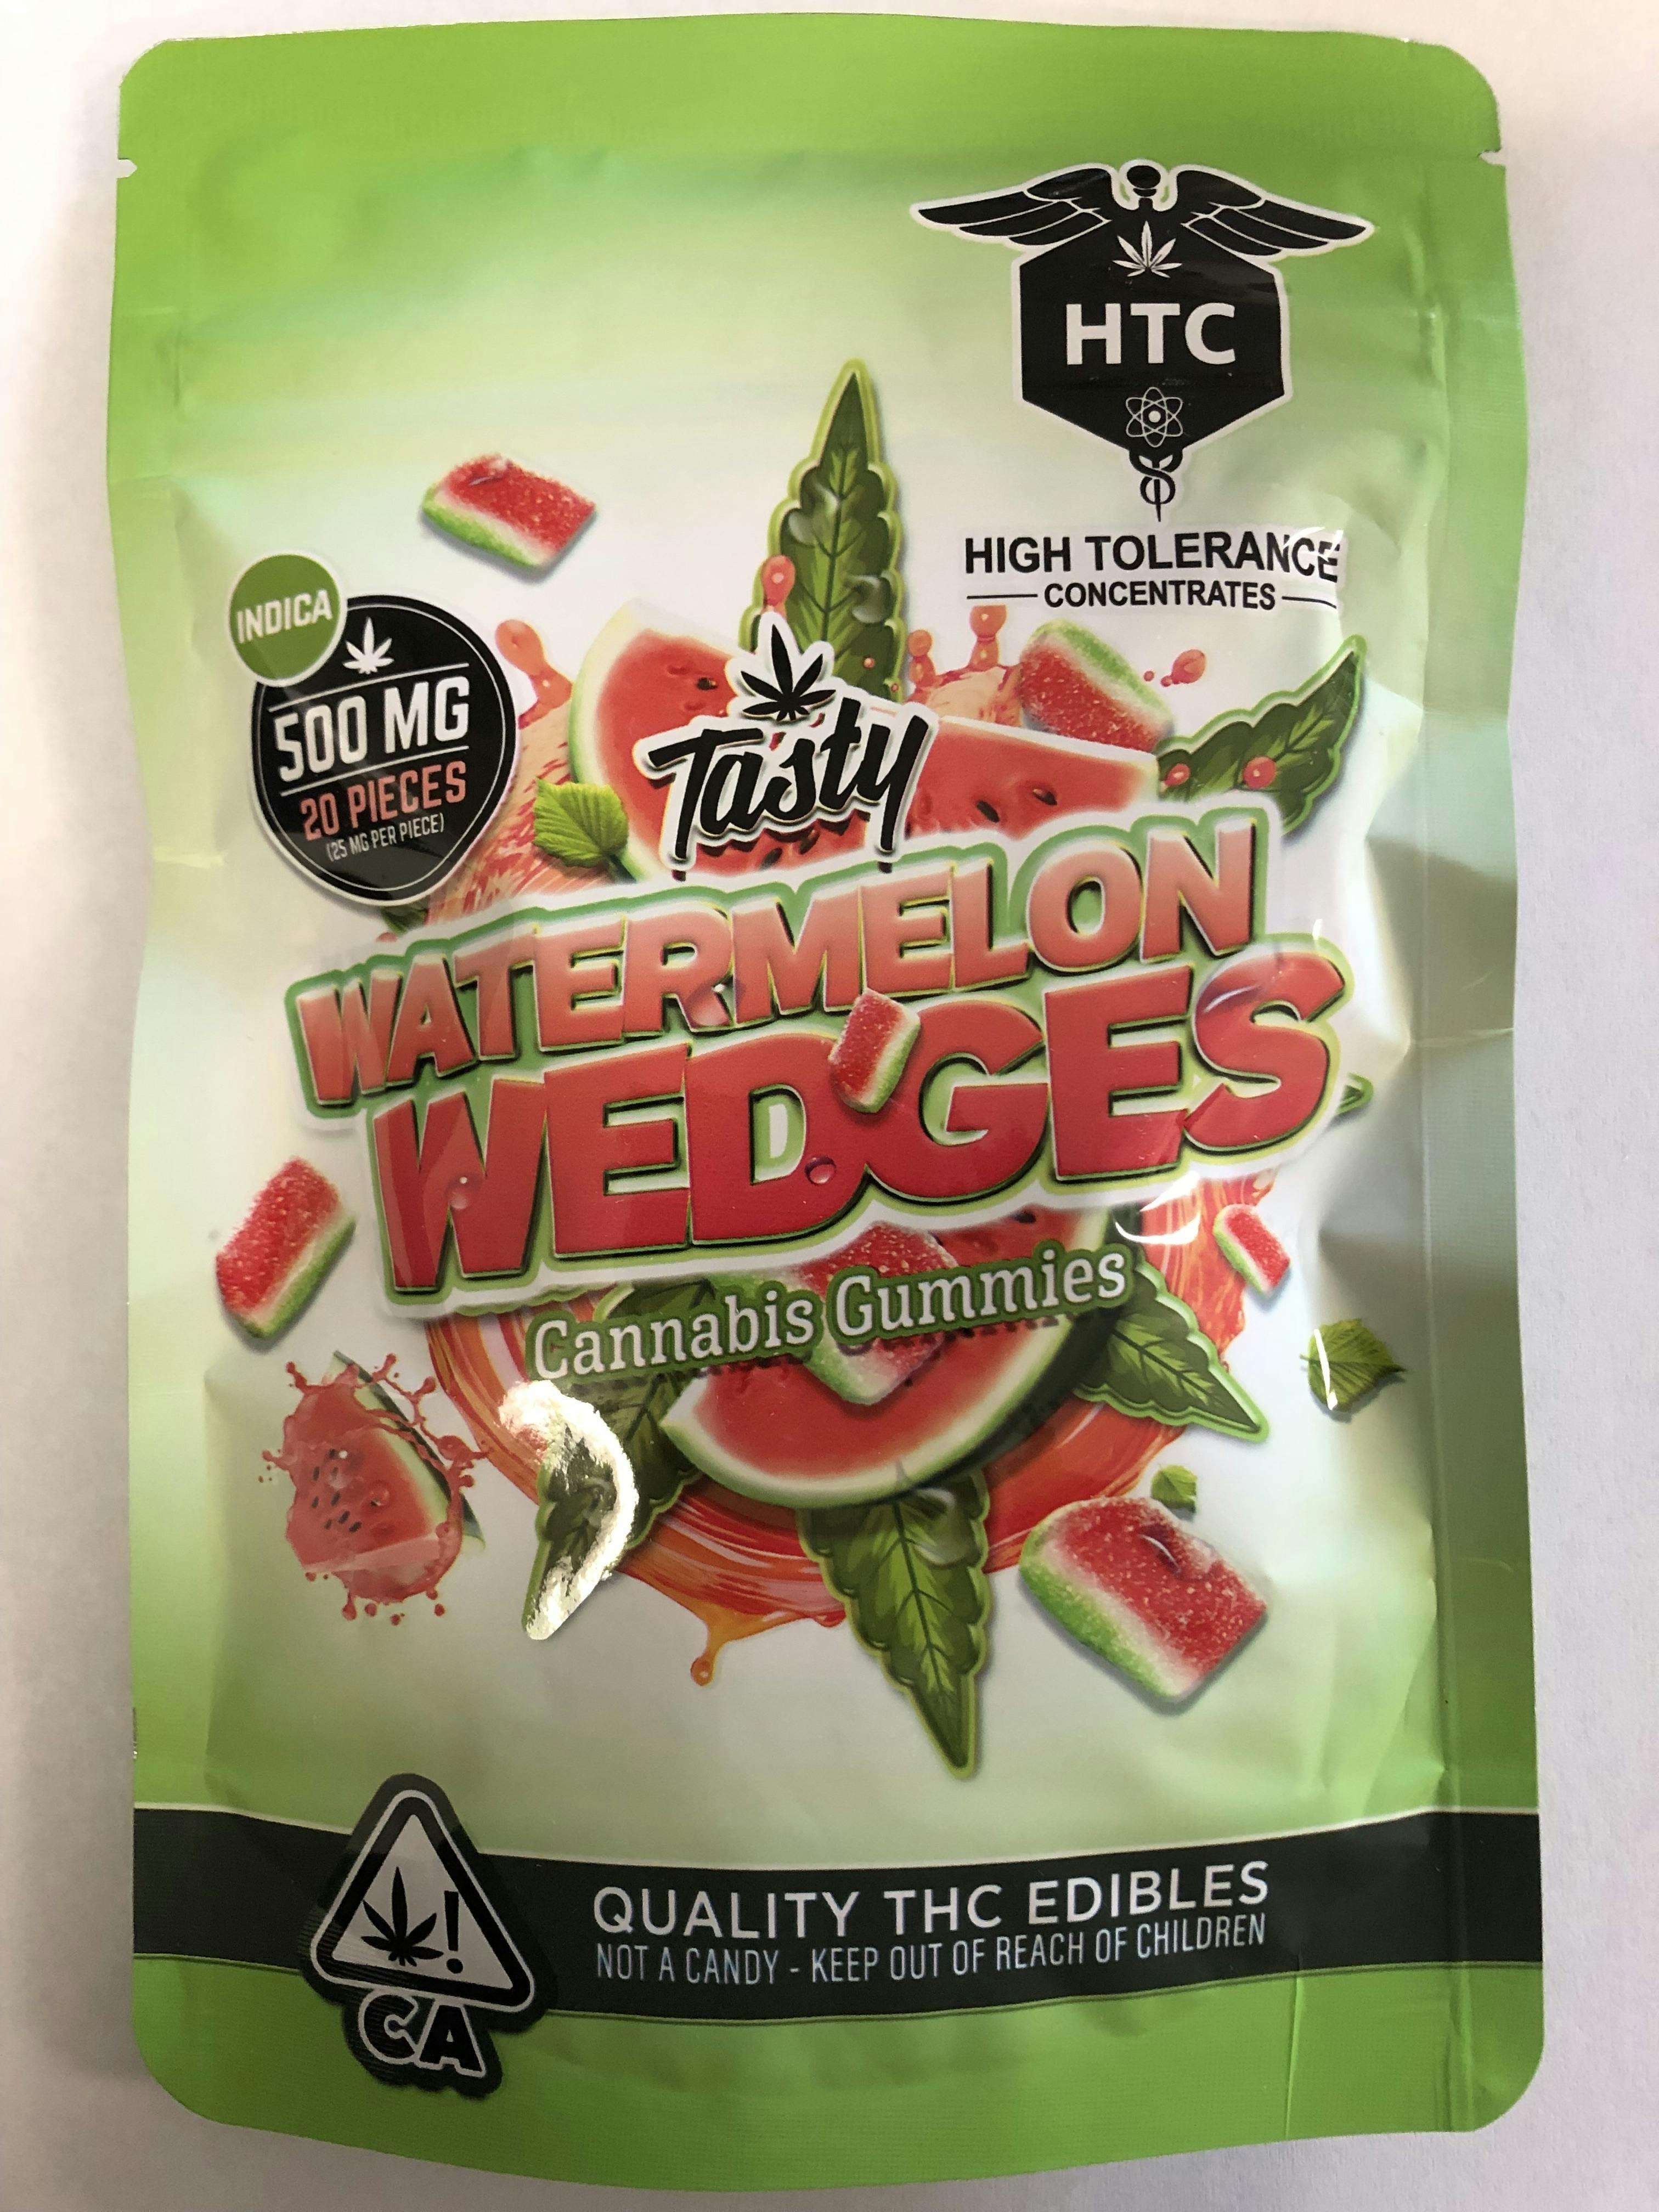 HTC
HIGH TOLERANCE
CONCENTRATES
INDICA
500 MG
20 PIECES
(25 MG PER PIECE)
Tasty
WATERMELON
WEDGES
Cannabis Gummies
QUALITY THC EDIBLES
NOT A CANDY - KEEP OUT OF REACH OF CHILDREN
!
CA